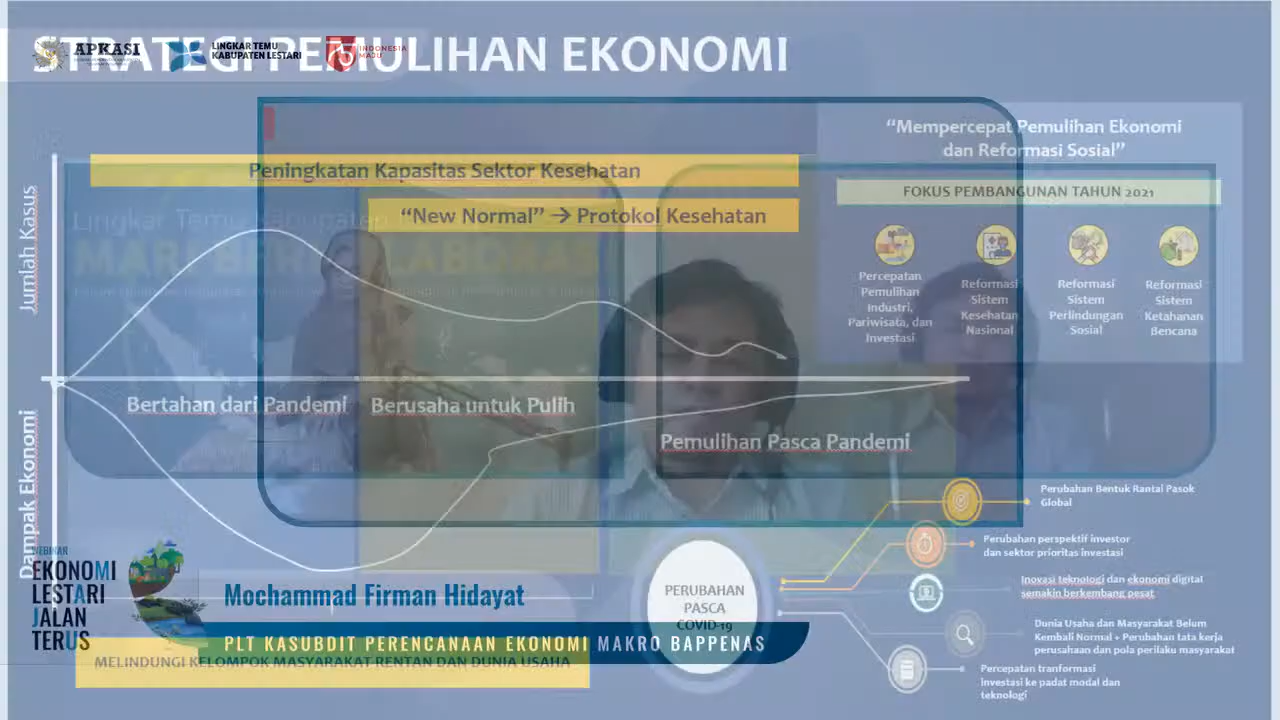 STRATEGI PEMULIHAN EKONOMI
APKASI
LINGKAR TEMU
KABUPATEN LESTARI
75
INDONESIA
MAJU
"Mempercepat Pemulihan Ekonomi
dan Reformasi Sosial"
FOKUS PEMBANGUNAN TAHUN 2021
Percepatan
Pemulihan
Industri,
Pariwisata, dan
Investasi
Reformasi
Sistem
Kesehatan
Nasional
Reformasi
Sistem
Perlindungan
Sosial
Reformasi
Sistem
Ketahanan
Bencana
Peningkatan Kapasitas Sektor Kesehatan
"New Normal" → Protokol Kesehatan
Lingkar Temu Kabupaten
Jumlah Kasus
Dampak Ekonomi
Bertahan dari Pandemi
Berusaha untuk Pulih
Pemulihan Pasca Pandemi
PERUBAHAN
PASCA
COVID-19
Perubahan Bentuk Rantai Pasok
Global
Perubahan perspektif investor
dan sektor prioritas investasi
Inovasi teknologi dan ekonomi digital
semakin berkembang pesat
Dunia Usaha dan Masyarakat Belum
Kembali Normal + Perubahan tata kerja
perusahaan dan pola perilaku masyarakat
Percepatan tranformasi
investasi ke padat modal dan
teknologi
WEBINAR
EKONOMI
LESTARI
JALAN
TERUS
Mochammad Firman Hidayat
PLT KASUBDIT PERENCANAAN EKONOMI MAKRO BAPPENAS
MELINDUNGI KELOMPOK MASYARAKAT RENTAN DAN DUNIA USAHA